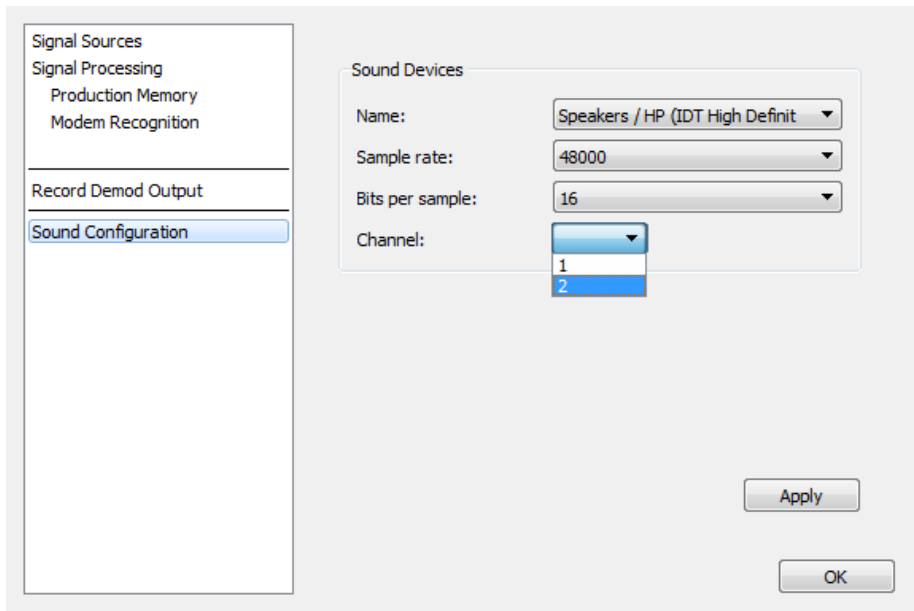 Signal Sources
Signal Processing
Production Memory
Modem Recognition
Record Demod Output
Sound Configuration
Sound Devices
Name: Speakers / HP (IDT High Definit
Sample rate: 48000
Bits per sample: 16
Channel:
1
2
Apply
OK